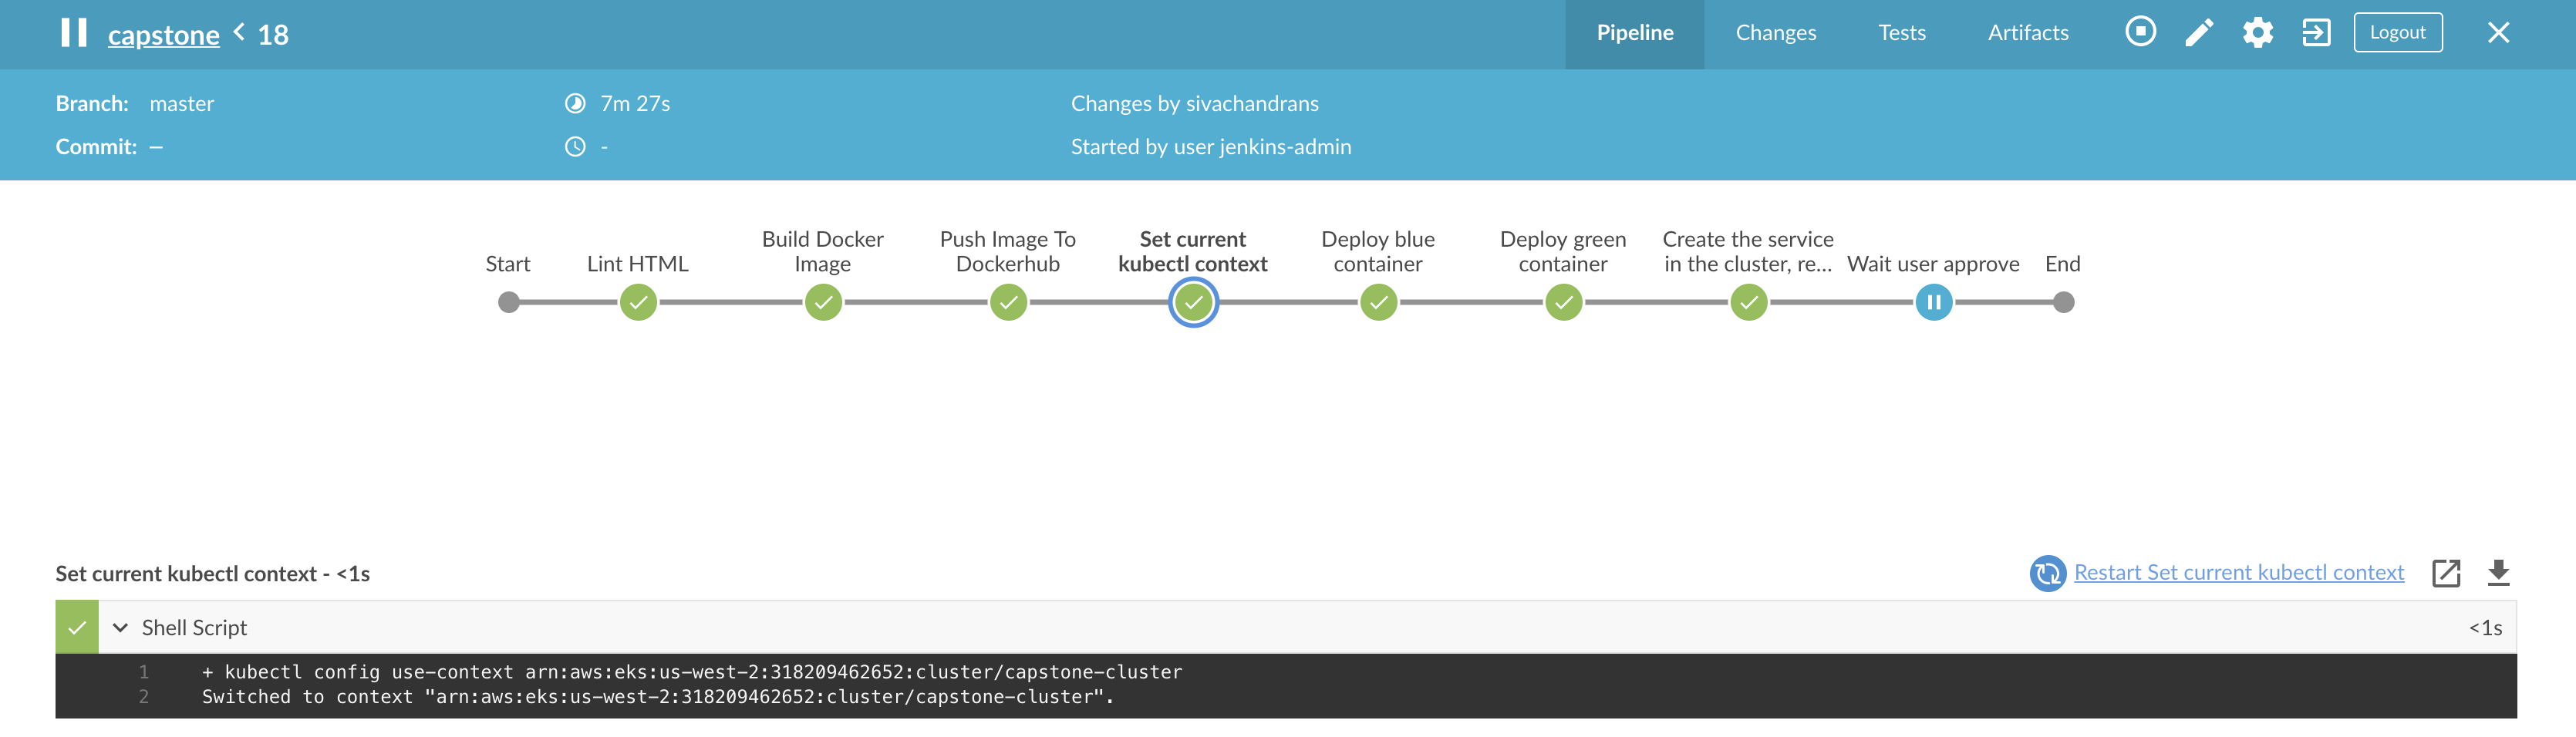 capstone < 18
Pipeline
Changes
Tests
Artifacts
Logout
Branch: master
7m 27s
Changes by sivachandrans
Commit: —
-
Started by user jenkins-admin
Start
Lint HTML
Build Docker
Image
Push Image To
Dockerhub
Set current
kubectl context
Deploy blue
container
Deploy green
container
Create the service
in the cluster, re...
Wait user approve
End
Set current kubectl context - <1s
Restart Set current kubectl context
Shell Script
<1s
1 + kubectl config use-context arn:aws:eks:us-west-2:318209462652:cluster/capstone-cluster
2 Switched to context "arn:aws:eks:us-west-2:318209462652:cluster/capstone-cluster".